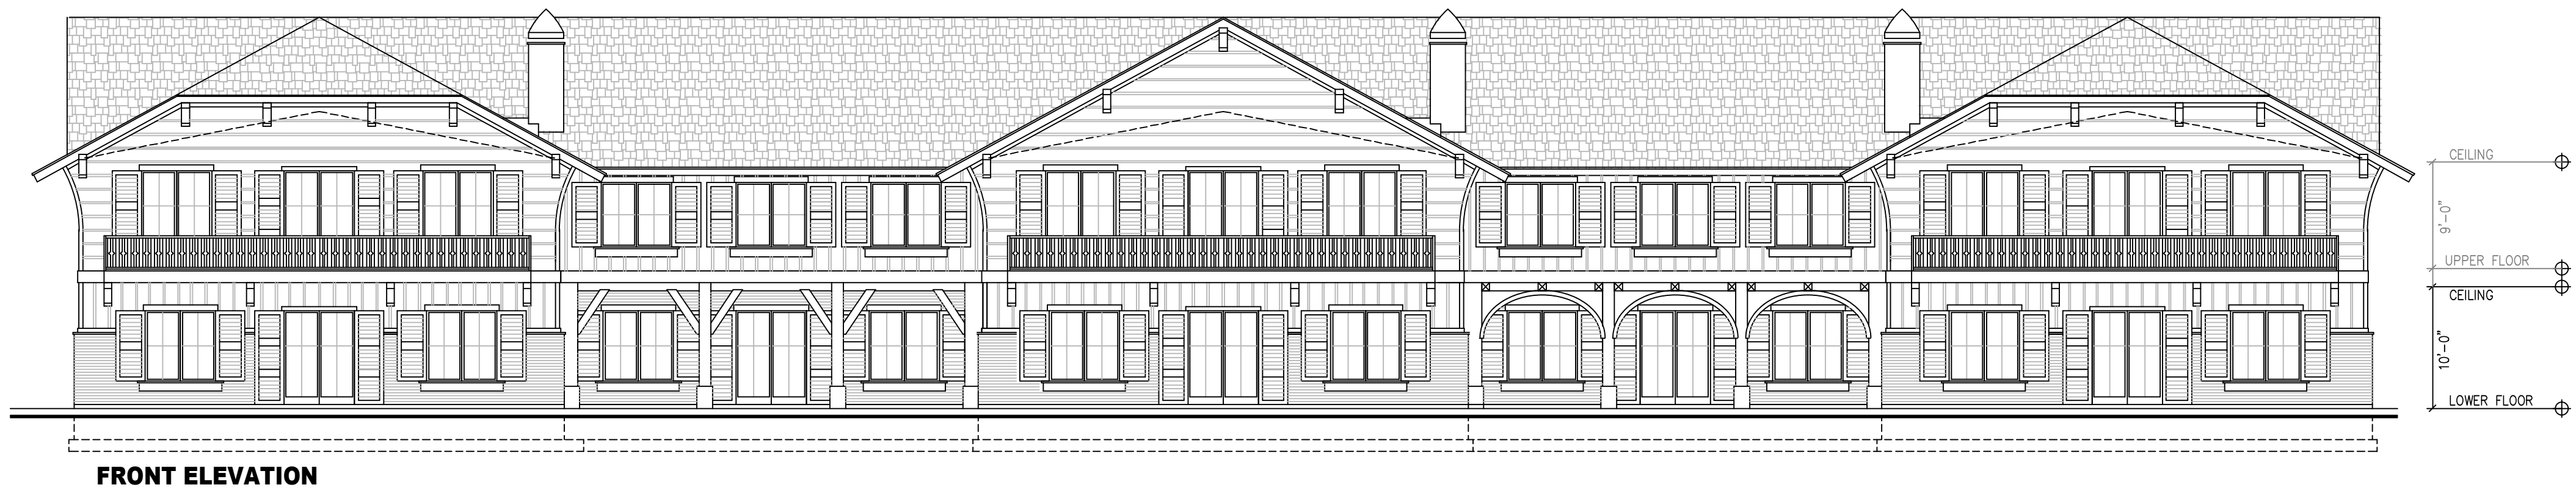 CEILING
9'-0"
UPPER FLOOR
CEILING
10'-0"
LOWER FLOOR
FRONT ELEVATION